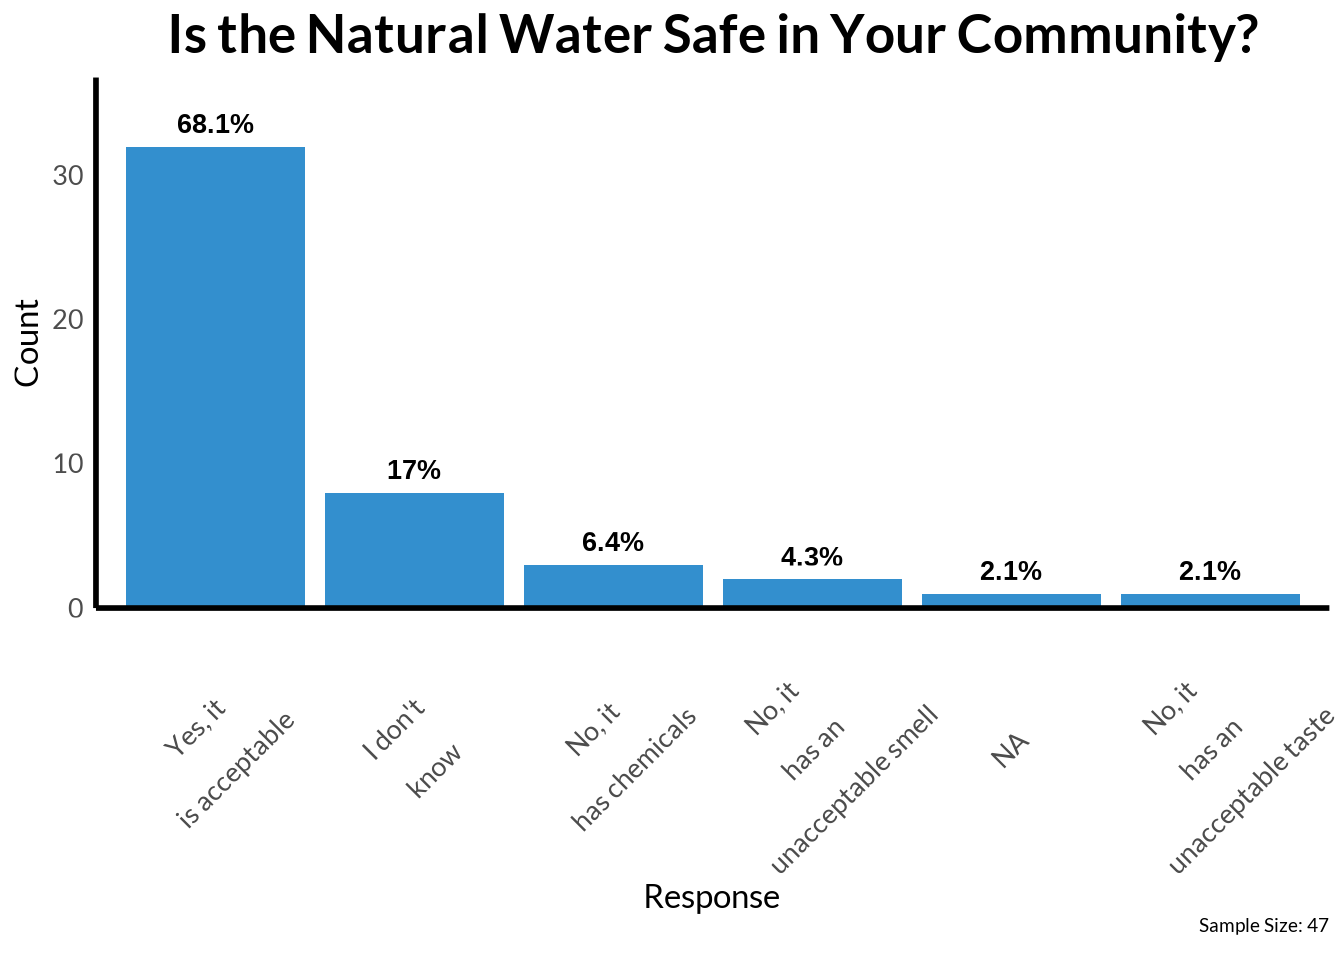 Is the Natural Water Safe in Your Community?
68.1%
17%
6.4%
4.3%
2.1%
2.1%
30
20
10
0
Count
Yes, it
is acceptable
I don't
know
No, it
has chemicals
No, it
has an
unacceptable smell
NA
No, it
has an
unacceptable taste
Response
Sample Size: 47